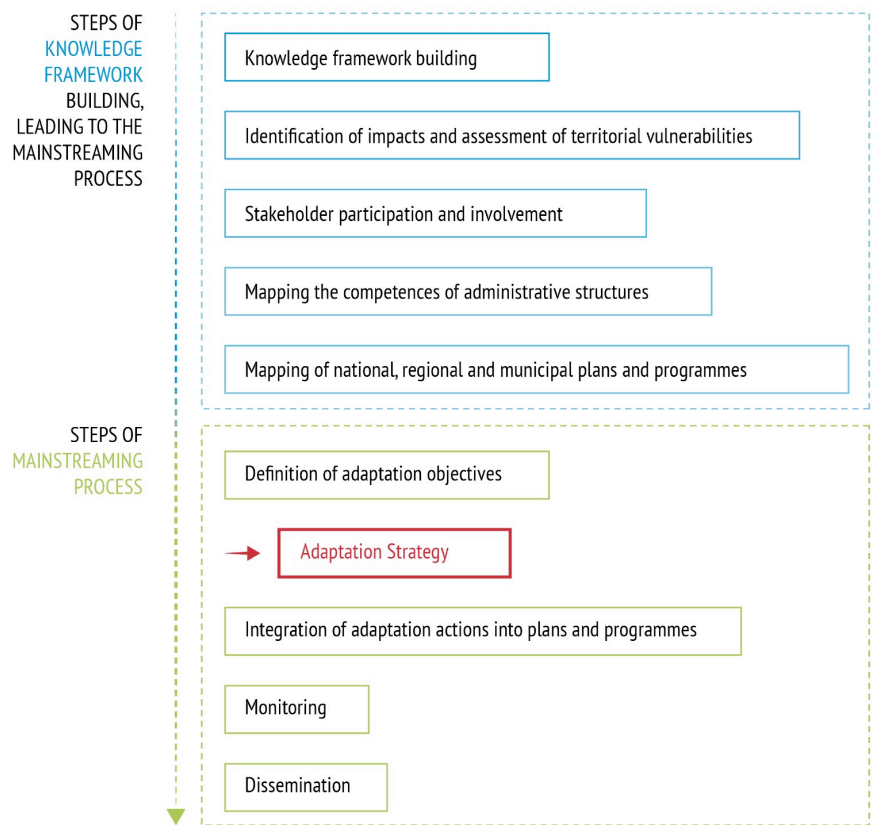 STEPS OF
KNOWLEDGE
FRAMEWORK
BUILDING,
LEADING TO THE
MAINSTREAMING
PROCESS
Knowledge framework building
Identification of impacts and assessment of territorial vulnerabilities
Stakeholder participation and involvement
Mapping the competences of administrative structures
Mapping of national, regional and municipal plans and programmes
STEPS OF
MAINSTREAMING
PROCESS
Definition of adaptation objectives
Adaptation Strategy
Integration of adaptation actions into plans and programmes
Monitoring
Dissemination